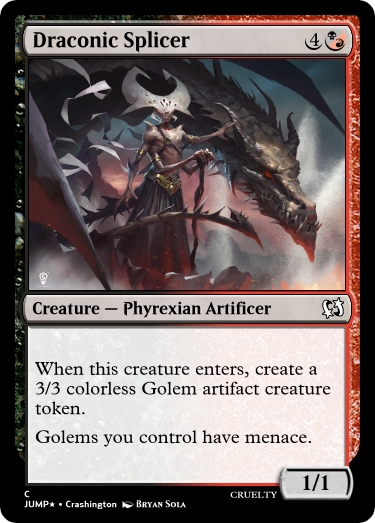 Draconic Splicer 4
Creature — Phyrexian Artificer
When this creature enters, create a
3/3 colorless Golem artifact creature
token.
Golems you control have menace.
1/1
C
JUMP★ • Crashington BRYAN SOLA
CRUELTY